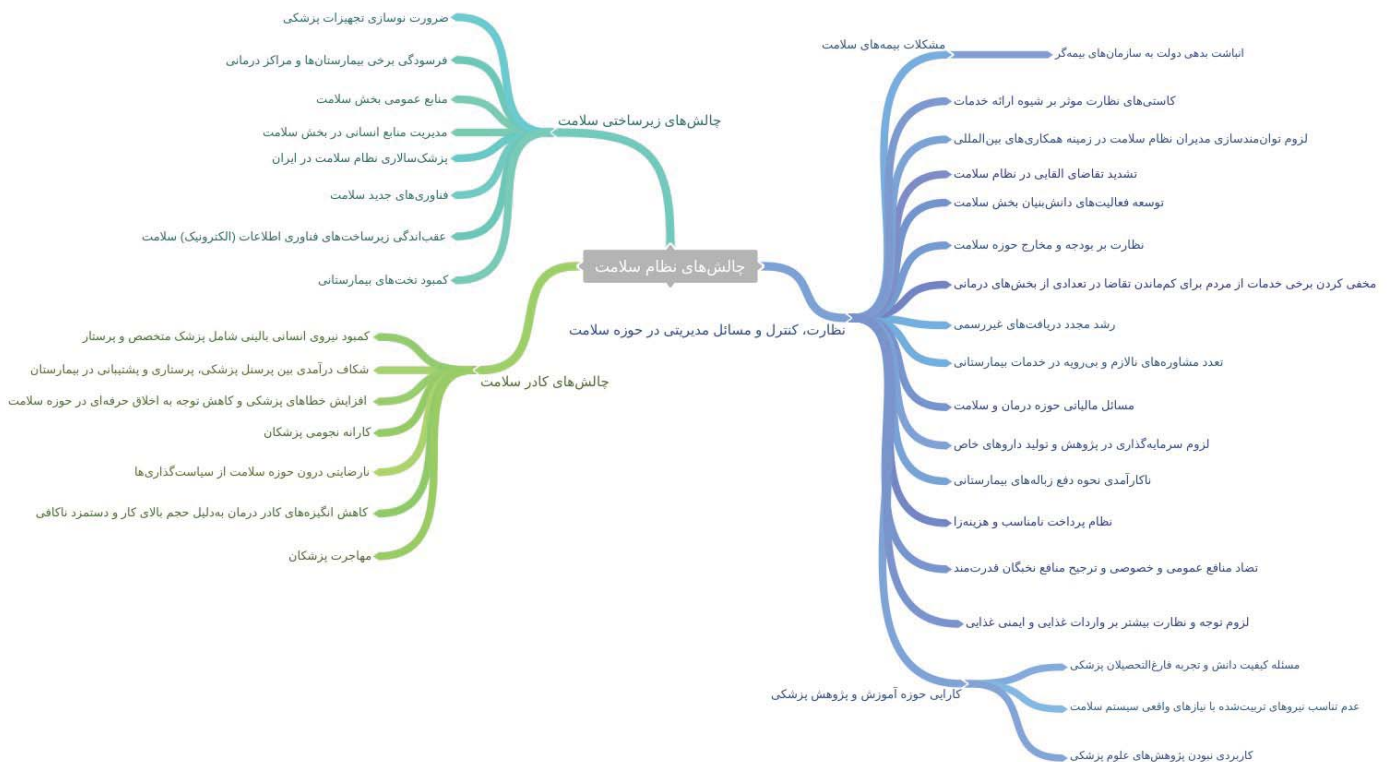 چالش‌های نظام سلامت
چالش‌های زیرساختی سلامت
ضرورت نوسازی تجهیزات پزشکی
فرسودگی برخی بیمارستان‌ها و مراکز درمانی
منابع عمومی بخش سلامت
مدیریت منابع انسانی در بخش سلامت
پزشک‌سالاری نظام سلامت در ایران
فناوری‌های جدید سلامت
عقب‌اندگی زیرساخت‌های فناوری اطلاعات (الکترونیک) سلامت
کمبود تخت‌های بیمارستانی
چالش‌های کادر سلامت
کمبود نیروی انسانی بالینی شامل پزشک متخصص و پرستار
شکاف درآمدی بین پرسنل پزشکی، پرستاری و پشتیبانی در بیمارستان
افزایش خطاهای پزشکی و کاهش توجه به اخلاق حرفه‌ای در حوزه سلامت
کارانه نجومی پزشکان
نارضایتی درون حوزه سلامت از سیاست‌گذاری‌ها
کاهش انگیزه‌های کادر درمان به‌دلیل حجم بالای کار و دستمزد ناکافی
مهاجرت پزشکان
نظارت، کنترل و مسائل مدیریتی در حوزه سلامت
مشکلات بیمه‌های سلامت
انباشت بدهی دولت به سازمان‌های بیمه‌گر
کاستی‌های نظارت موثر بر شیوه ارائه خدمات
لزوم توان‌مندسازی مدیران نظام سلامت در زمینه همکاری‌های بین‌المللی
تشدید تقاضای القایی در نظام سلامت
توسعه فعالیت‌های دانش‌بنیان بخش سلامت
نظارت بر بودجه و مخارج حوزه سلامت
مخفی کردن برخی خدمات از مردم برای کم‌ماندن تقاضا در تعدادی از بخش‌های درمانی
رشد مجدد دریافت‌های غیررسمی
تعدد مشاوره‌های نالازم و بی‌رویه در خدمات بیمارستانی
مسائل مالیاتی حوزه درمان و سلامت
لزوم سرمایه‌گذاری در پژوهش و تولید داروهای خاص
ناکارآمدی نحوه دفع زباله‌های بیمارستانی
نظام پرداخت نامناسب و هزینه‌زا
تضاد منافع عمومی و خصوصی و ترجیح منافع نخبگان قدرت‌مند
لزوم توجه و نظارت بیشتر بر واردات غذایی و ایمنی غذایی
کارایی حوزه آموزش و پژوهش پزشکی
مسئله کیفیت دانش و تجربه فارغ‌التحصیلان پزشکی
عدم تناسب نیروهای تربیت‌شده با نیازهای واقعی سیستم سلامت
کاربردی نبودن پژوهش‌های علوم پزشکی